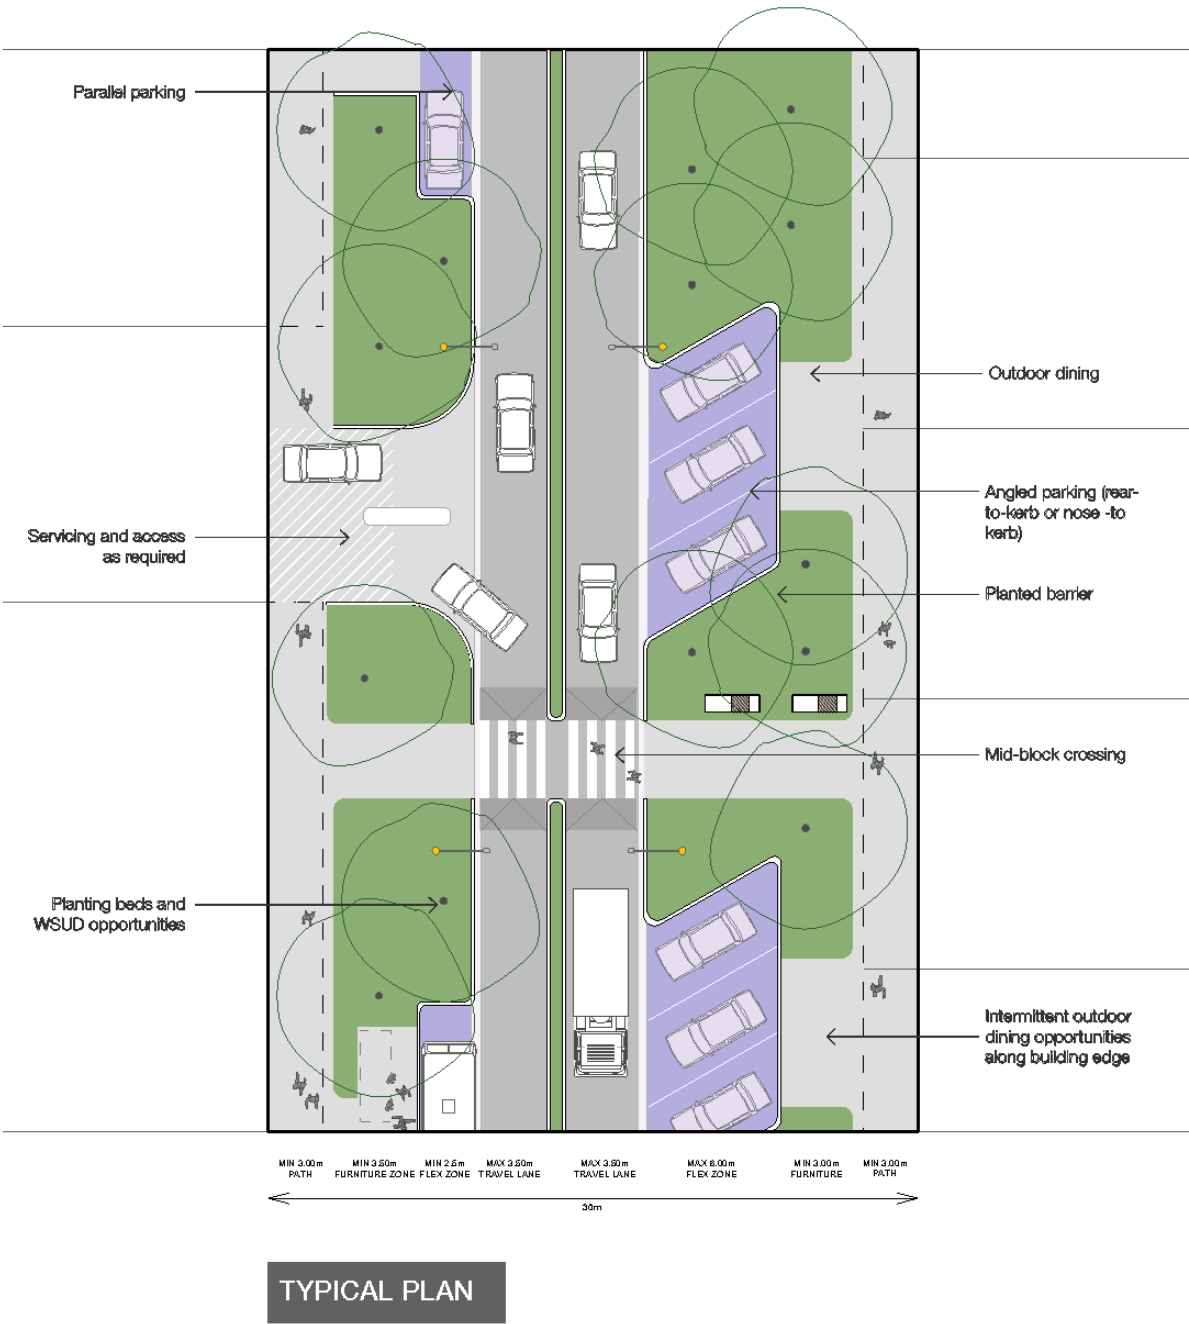 Parallel parking
Outdoor dining
Angled parking (rear-
to-kerb or nose -to
kerb)
Servicing and access
as required
Planted barrier
Mid-block crossing
Planting beds and
WSUD opportunities
Intermittent outdoor
dining opportunities
along building edge
MIN 3.00m
PATH
MIN 3.50m
FURNITURE ZONE
MIN 2.5m
FLEX ZONE
MAX 3.50m
TRAVEL LANE
MAX 3.50m
TRAVEL LANE
MAX 6.00m
FLEX ZONE
MIN 3.00m
FURNITURE
MIN 3.00m
PATH
30m
TYPICAL PLAN